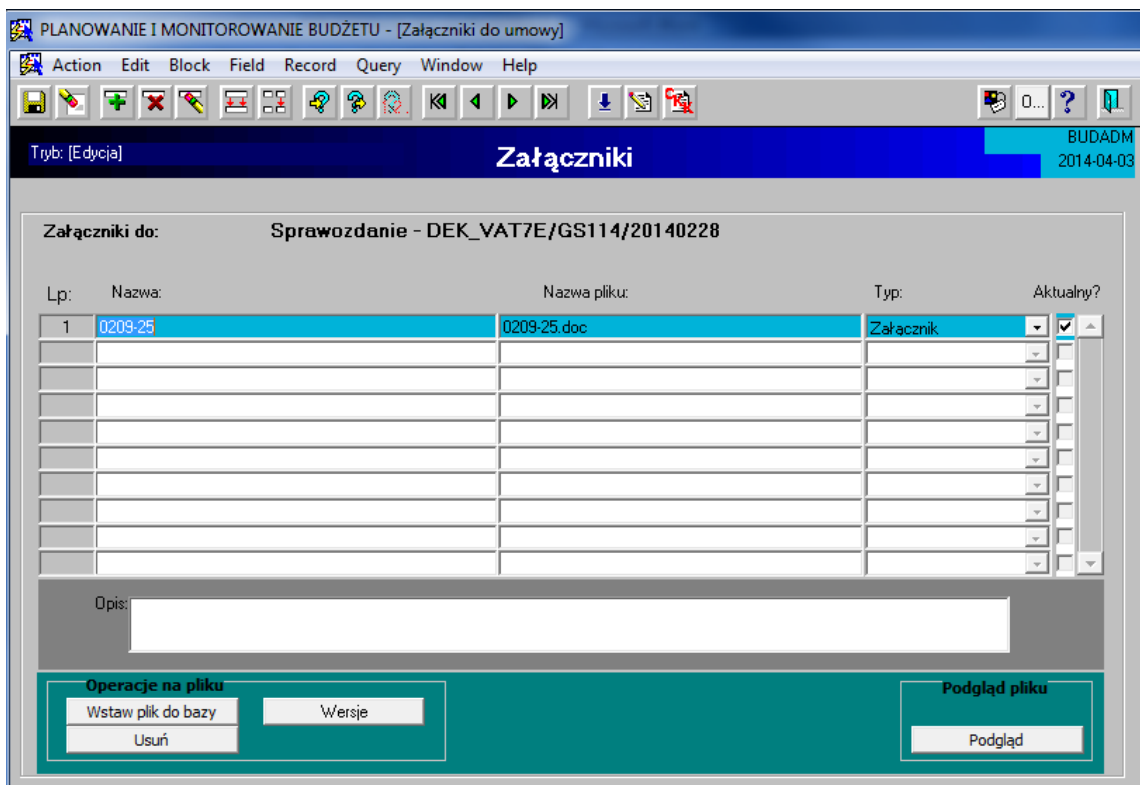 PLANOWANIE I MONITOROWANIE BUDŻETU - [Załączniki do umowy]
Action Edit Block Field Record Query Window Help
0... ?
Tryb: [Edycja] Załączniki BUDADM
2014-04-03
Załączniki do: Sprawozdanie - DEK_VAT7E/GS114/20140228
Lp: Nazwa: Nazwa pliku: Typ: Aktualny?
1 0209-25 0209-25.doc Załącznik
Opis:
Operacje na pliku Podgląd pliku
Wstaw plik do bazy Wersje
Usuń Podgląd